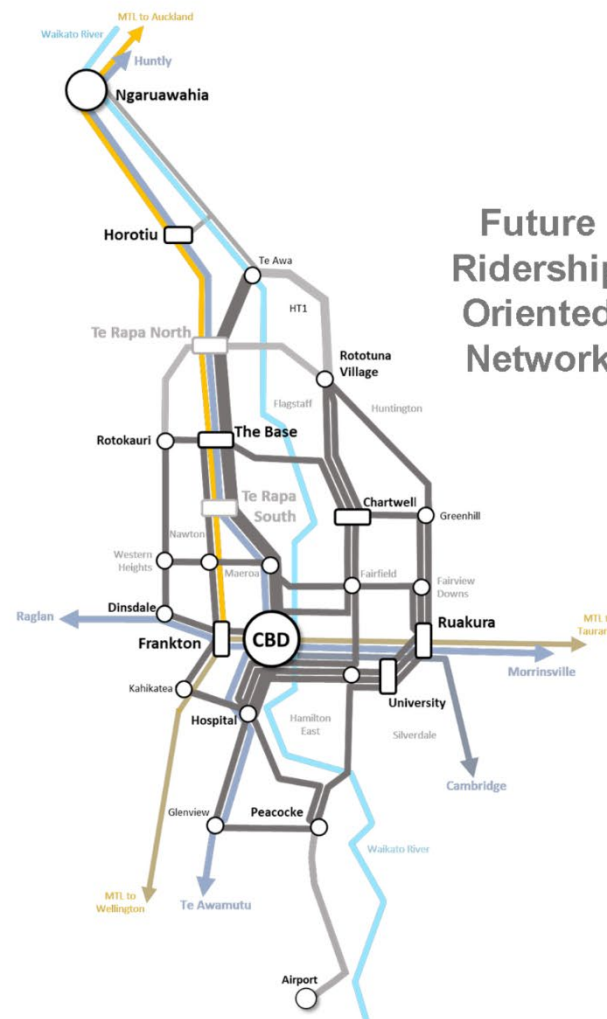 MTL to Auckland
Waikato River
Huntly
Ngaruawahia
Future
Ridership
Oriented
Network
Horotiu
Te Awa
HT1
Te Rapa North
Rototuna
Village
Flagstaff
Huntington
The Base
Rotokauri
Te Rapa
South
Chartwell
Greenhill
Nawton
Western
Heights
Maeroa
Fairfield
Fairview
Downs
Dinsdale
Raglan
Ruakura
MTL to
Frankton
CBD
Morrinsville
Kahikatea
University
Hospital
Hamilton
East
Silverdale
Cambridge
Glenview
Peacocke
Waikato River
MTL to
Wellington
Te Awamutu
Airport